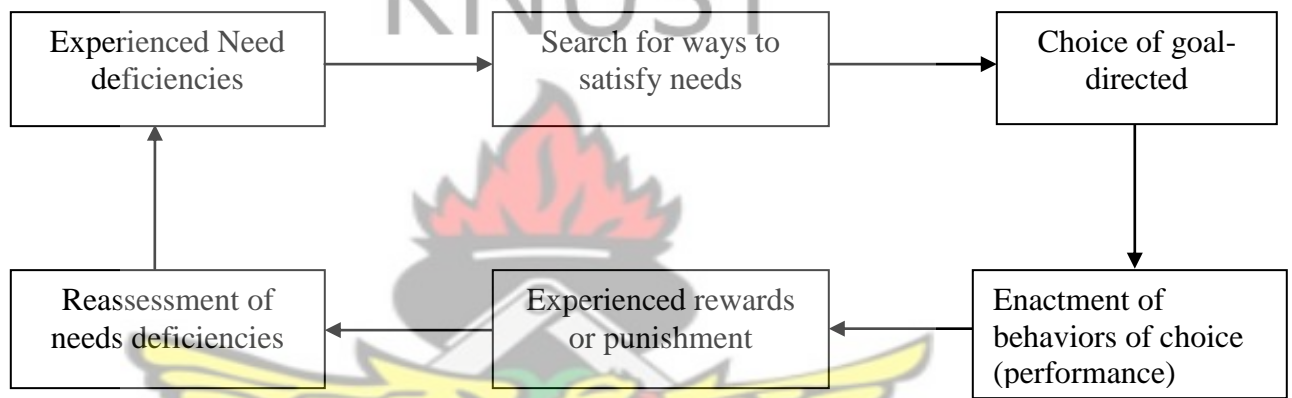 KNUST
Experienced Need
deficiencies
Search for ways to
satisfy needs
Choice of goal-
directed
Enactment of
behaviors of choice
(performance)
Experienced rewards
or punishment
Reassessment of
needs deficiencies